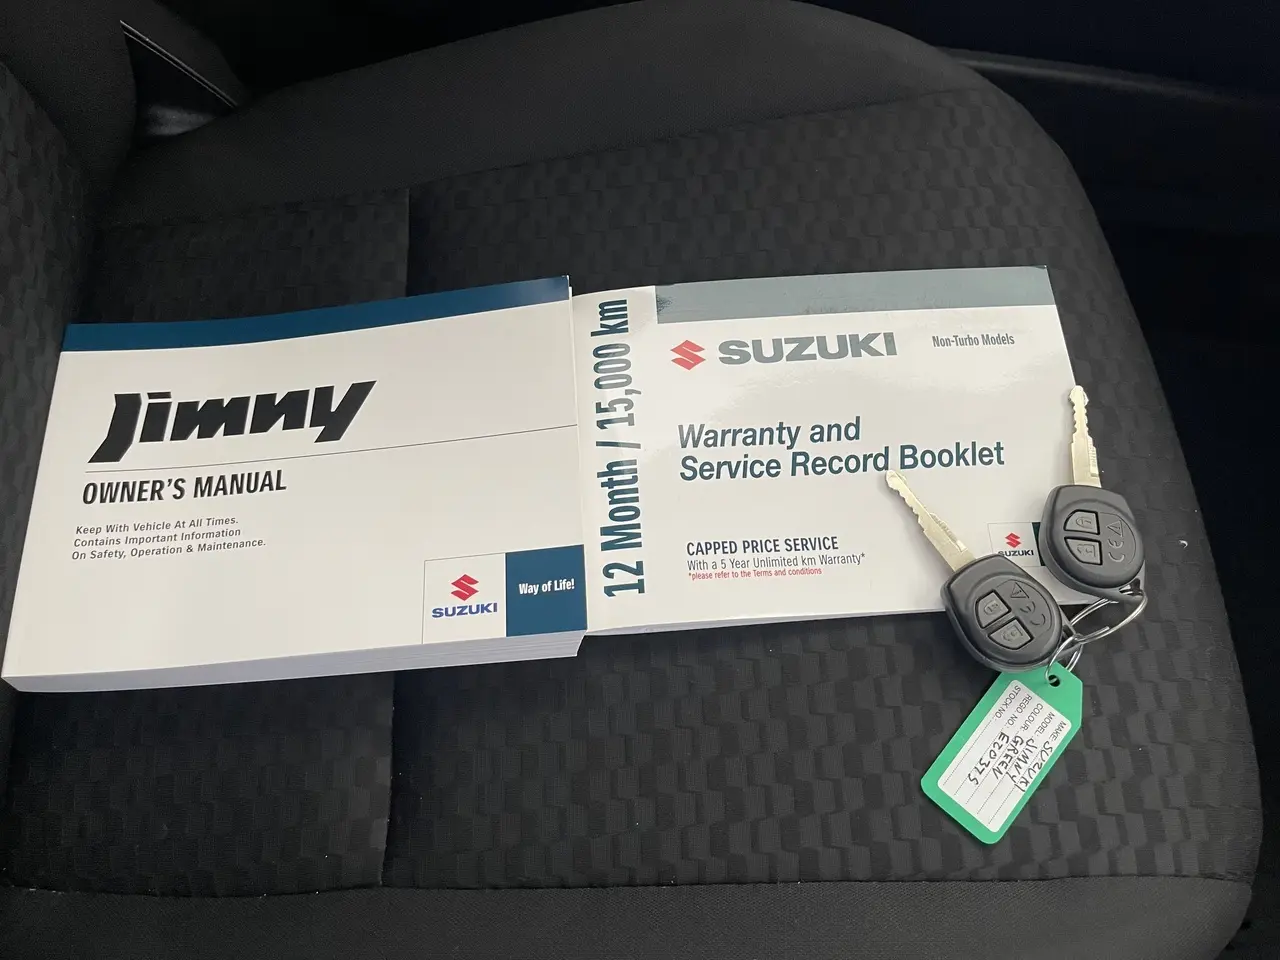 Jimny
OWNER'S MANUAL
Keep With Vehicle At All Times.
Contains Important Information
On Safety, Operation & Maintenance.
SUZUKI
Way of Life!
12 Month / 15,000 km
SUZUKI
Non-Turbo Models
Warranty and
Service Record Booklet
CAPPED PRICE SERVICE
With a 5 Year Unlimited km Warranty*
*please refer to the Terms and conditions
SUZUKI
CE
CE
MAKE: SUZUKI
MODEL: JIMNY
COLOUR: GREEN
REGO. NO.
STOCK NO.